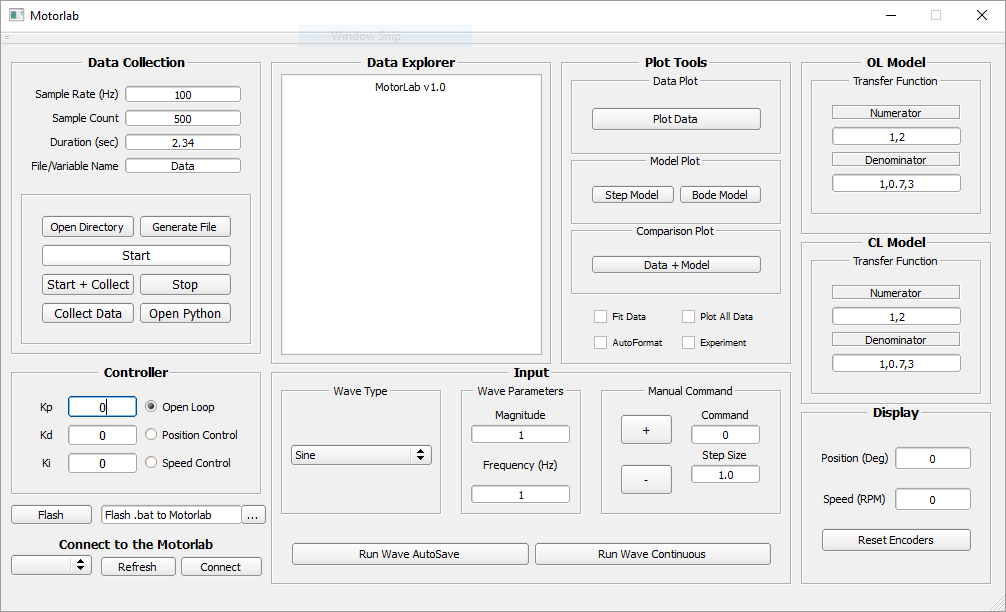 Motorlab
Window Snip
Data Collection
Sample Rate (Hz) 100
Sample Count 500
Duration (sec) 2.34
File/Variable Name Data
Open Directory Generate File
Start
Start + Collect Stop
Collect Data Open Python
Controller
Kp 0 Open Loop
Kd 0 Position Control
Ki 0 Speed Control
Flash Flash .bat to Motorlab ...
Connect to the Motorlab
Refresh Connect
Data Explorer
MotorLab v1.0
Plot Tools
Data Plot
Plot Data
Model Plot
Step Model Bode Model
Comparison Plot
Data + Model
Fit Data Plot All Data
AutoFormat Experiment
Input
Wave Type
Sine
Wave Parameters
Magnitude
1
Frequency (Hz)
1
Manual Command
+
-
Command
0
Step Size
1.0
Run Wave AutoSave Run Wave Continuous
OL Model
Transfer Function
Numerator
1,2
Denominator
1,0.7,3
CL Model
Transfer Function
Numerator
1,2
Denominator
1,0.7,3
Display
Position (Deg) 0
Speed (RPM) 0
Reset Encoders